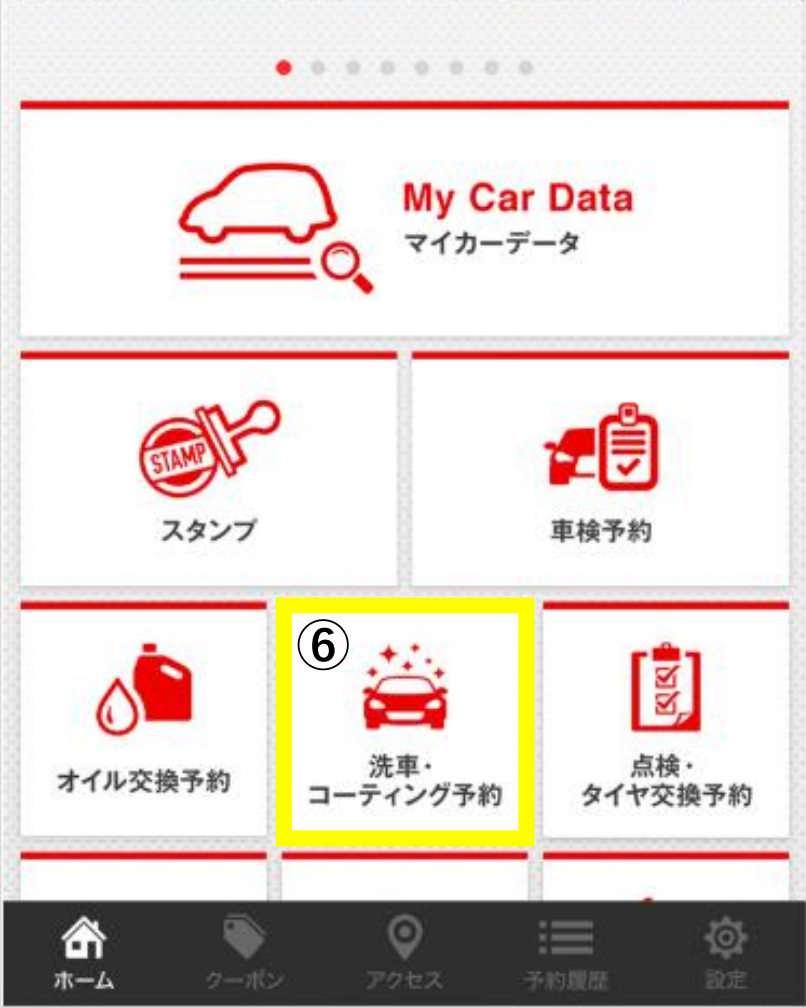 My Car Data
マイカーデータ
STAMP
スタンプ
車検予約
オイル交換予約
⑥
洗車・
コーティング予約
点検・
タイヤ交換予約
ホーム
クーポン
アクセス
予約履歴
設定